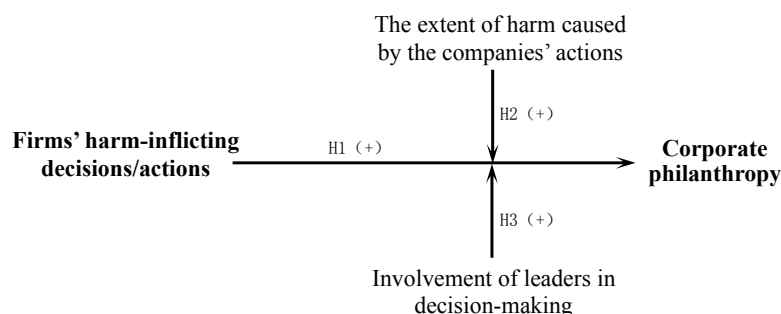 The extent of harm caused
by the companies’ actions
H2 (+)
Firms’ harm-inflicting
decisions/actions
H1 (+)
Corporate
philanthropy
H3 (+)
Involvement of leaders in
decision-making